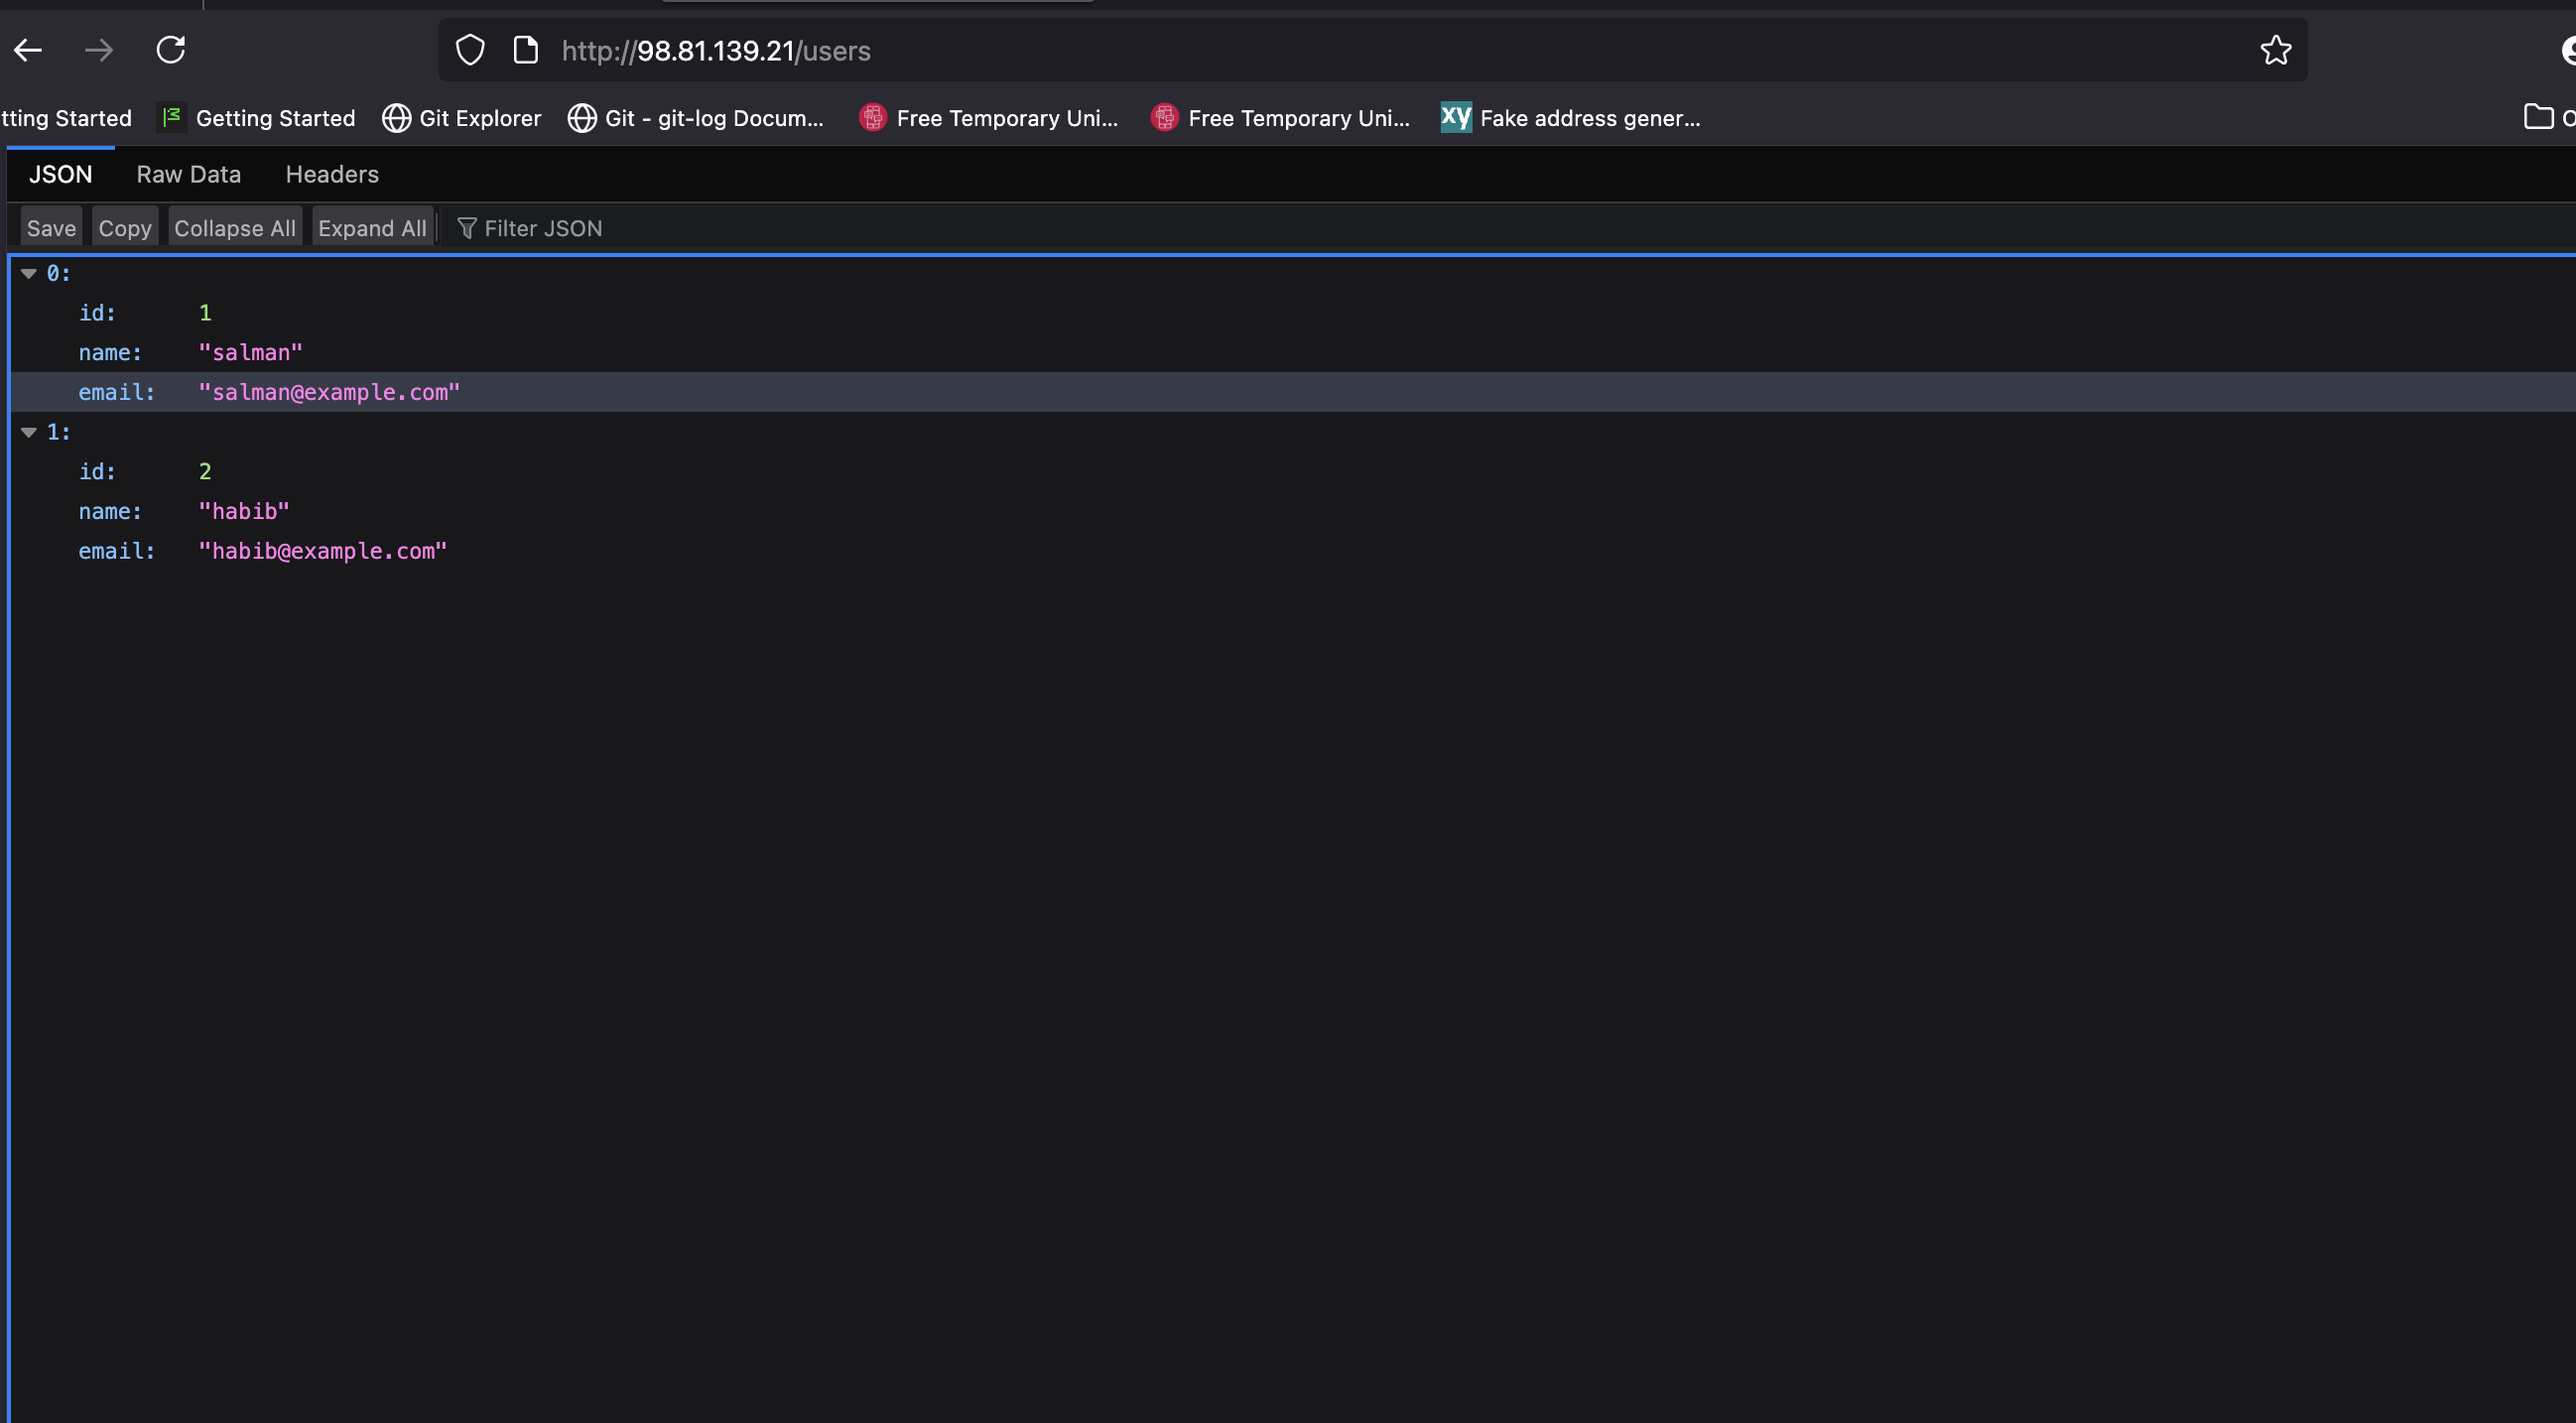 http://98.81.139.21/users
tting Started Getting Started Git Explorer Git - git-log Docum... Free Temporary Uni... Free Temporary Uni... xy Fake address gener... O
JSON Raw Data Headers
Save Copy Collapse All Expand All Filter JSON
0:
id: 1
name: "salman"
email: "salman@example.com"
1:
id: 2
name: "habib"
email: "habib@example.com"